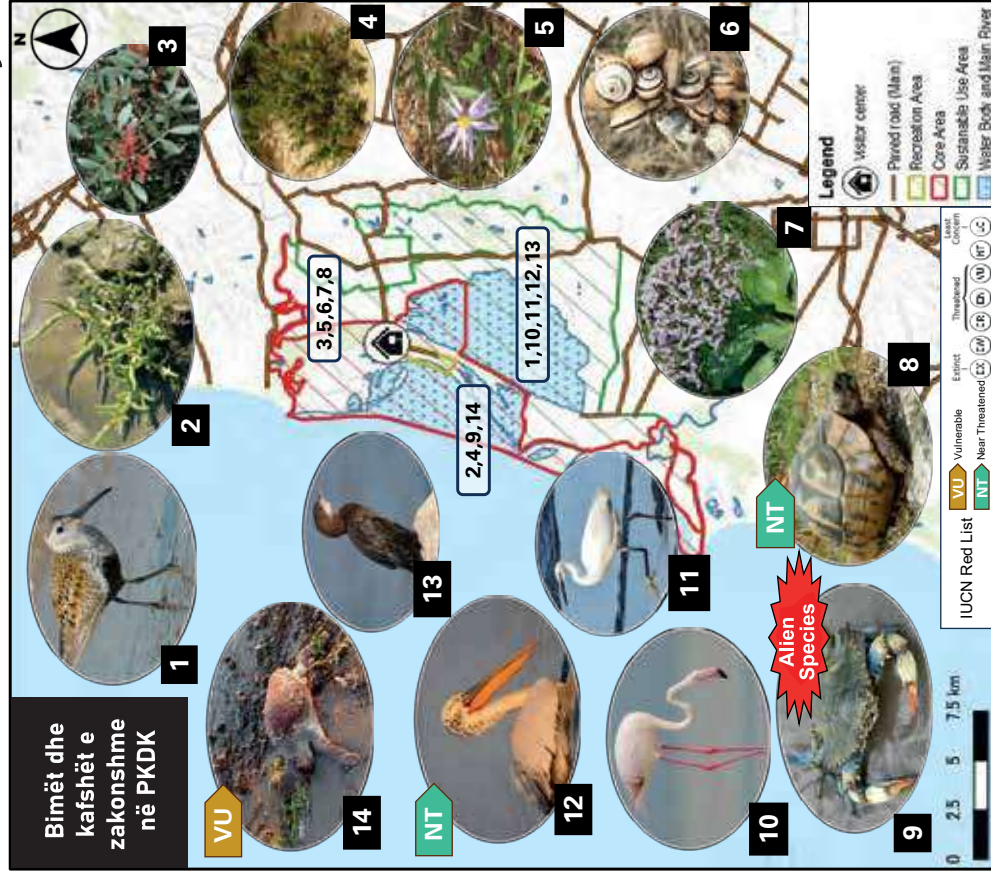 Bimët dhe
kafshët e
zakonshme
në PKDK
N
1
2
3
4
5
6
7
8
9
10
11
12
13
14
VU
NT
NT
Alien
Species
3,5,6,7,8
2,4,9,14
1,10,11,12,13
0 2.5 5 7.5 km
IUCN Red List
VU Vulnerable
NT Near Threatened
Extinct Threatened Least Concern
EX EW CR EN VU NT LC
Legend
Visitor center
Paved road (Main)
Recreation Area
Core Area
Sustainable Use Area
Water Body and Main River